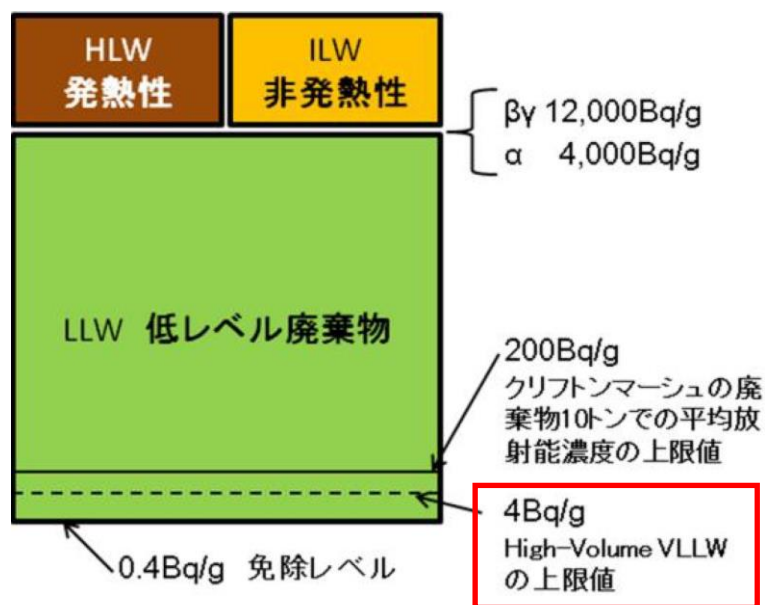 HLW
発熱性
ILW
非発熱性
βγ 12,000Bq/g
α 4,000Bq/g
LLW 低レベル廃棄物
200Bq/g
クリフトンマーシュの廃
棄物10トンでの平均放
射能濃度の上限値
4Bq/g
High-Volume VLLW
の上限値
0.4Bq/g 免除レベル